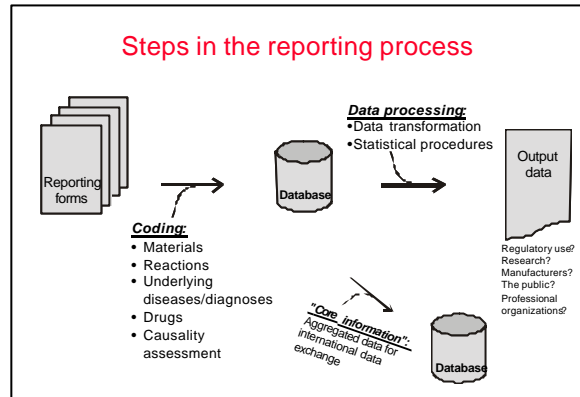 Steps in the reporting process
Reporting
forms
Coding:
• Materials
• Reactions
• Underlying
diseases/diagnoses
• Drugs
• Causality
assessment
Database
Data processing:
•Data transformation
•Statistical procedures
Output
data
Regulatory use?
Research?
Manufacturers?
The public?
Professional
organizations?
"Core information":
Aggregated data for
international data
exchange
Database